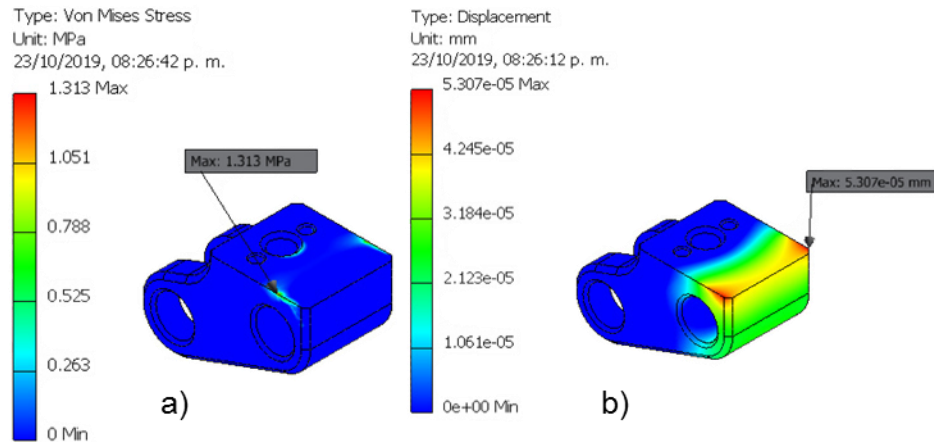 Type: Von Mises Stress
Unit: MPa
23/10/2019, 08:26:42 p. m.
1.313 Max
1.051
0.788
0.525
0.263
0 Min
Max: 1.313 MPa
a)
Type: Displacement
Unit: mm
23/10/2019, 08:26:12 p. m.
5.307e-05 Max
4.245e-05
3.184e-05
2.123e-05
1.061e-05
0e+00 Min
Max: 5.307e-05 mm
b)